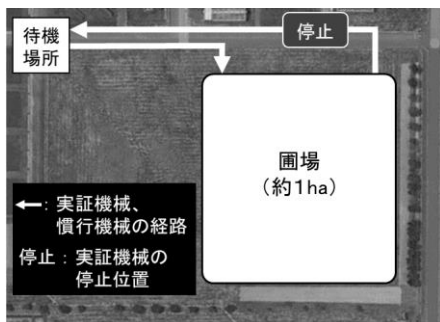 待機
場所
停止
圃場
（約1ha）
←：実証機械、
慣行機械の経路
停止：実証機械の
停止位置